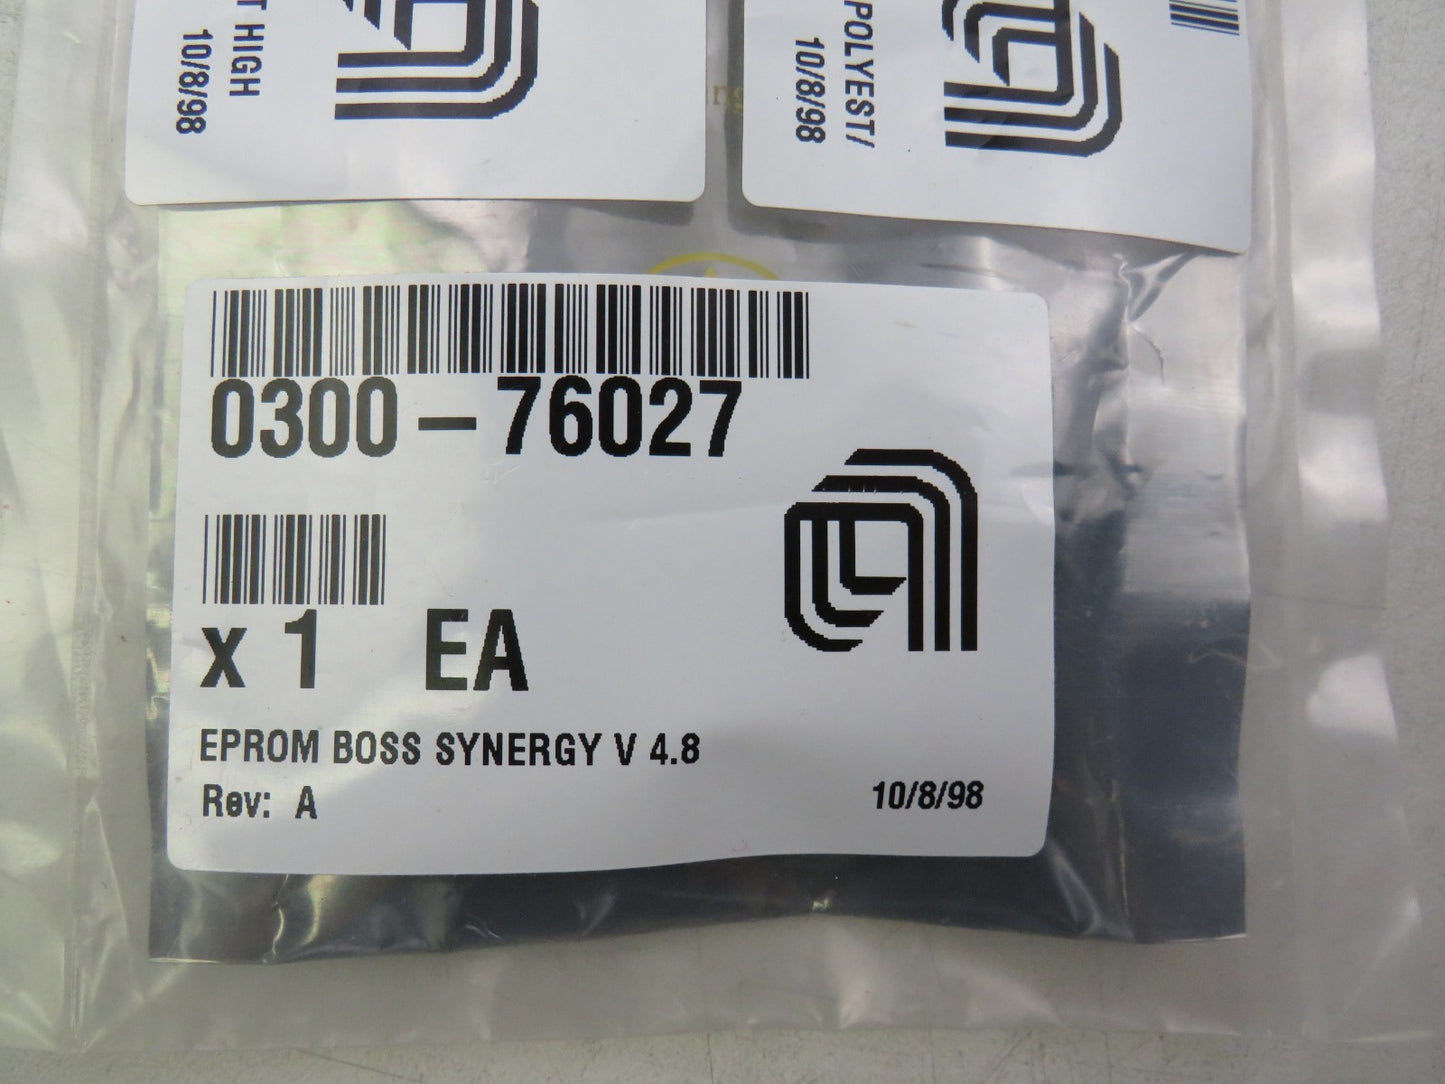 T HIGH
10/8/98
POLYEST/
10/8/98
0300-76027
x 1 EA
EPROM BOSS SYNERGY V 4.8
Rev: A
10/8/98